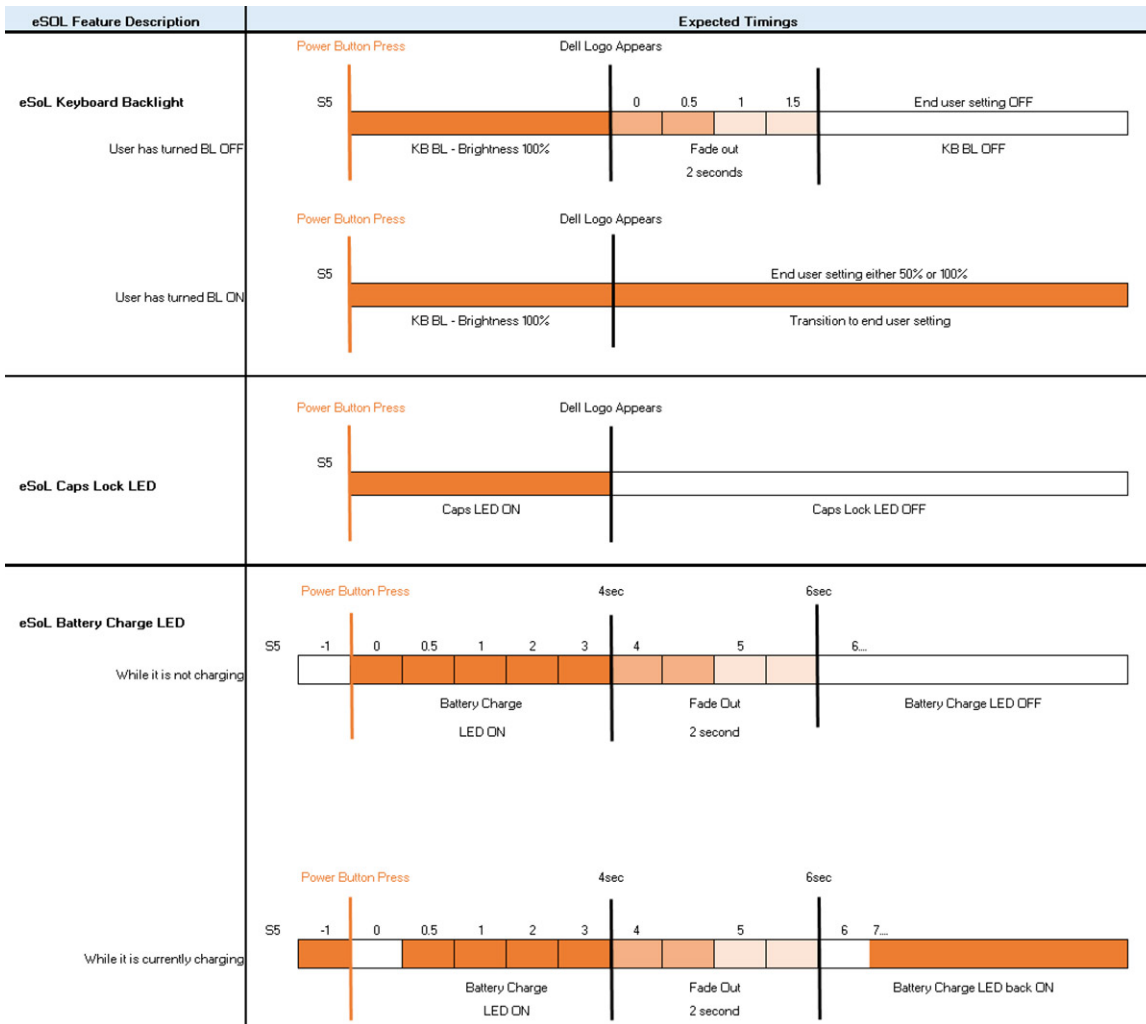 eSOL Feature Description
Expected Timings
Power Button Press
Dell Logo Appears
eSoL Keyboard Backlight
S5
0 0.5 1 1.5
End user setting OFF
User has turned BL OFF
KB BL - Brightness 100%
Fade out
KB BL OFF
2 seconds
Power Button Press
Dell Logo Appears
S5
End user setting either 50% or 100%
User has turned BL ON
KB BL - Brightness 100%
Transition to end user setting
Power Button Press
Dell Logo Appears
S5
eSoL Caps Lock LED
Caps LED ON
Caps Lock LED OFF
Power Button Press
4sec
6sec
eSoL Battery Charge LED
S5 -1 0 0.5 1 2 3 4 5 6....
While it is not charging
Battery Charge
Fade Out
Battery Charge LED OFF
LED ON
2 second
Power Button Press
4sec
6sec
S5 -1 0 0.5 1 2 3 4 5 6 7....
While it is currently charging
Battery Charge
Fade Out
Battery Charge LED back ON
LED ON
2 second